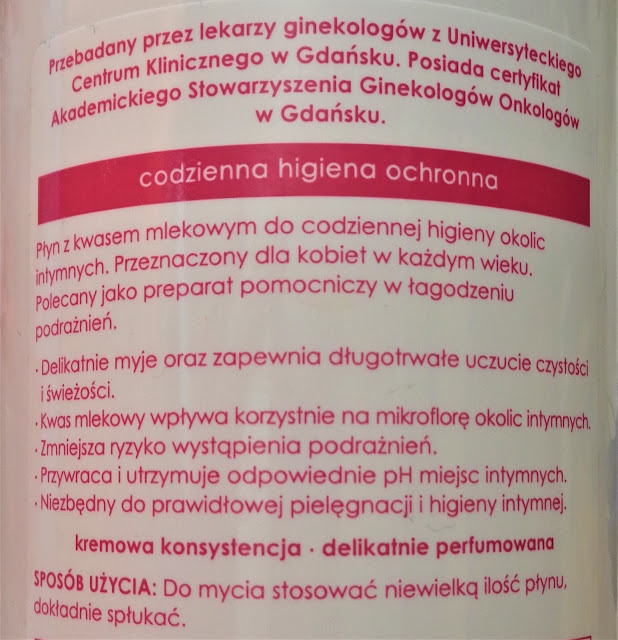 Przebadany przez lekarzy ginekologów z Uniwersyteckiego
Centrum Klinicznego w Gdańsku. Posiada certyfikat
Akademickiego Stowarzyszenia Ginekologów Onkologów
w Gdańsku.
codzienna higiena ochronna
Płyn z kwasem mlekowym do codziennej higieny okolic
intymnych. Przeznaczony dla kobiet w każdym wieku.
Polecany jako preparat pomocniczy w łagodzeniu
podrażnień.
· Delikatnie myje oraz zapewnia długotrwałe uczucie czystości
i świeżości.
· Kwas mlekowy wpływa korzystnie na mikroflorę okolic intymnych.
· Zmniejsza ryzyko wystąpienia podrażnień.
· Przywraca i utrzymuje odpowiednie pH miejsc intymnych.
· Niezbędny do prawidłowej pielęgnacji i higieny intymnej.
kremowa konsystencja · delikatnie perfumowana
SPOSÓB UŻYCIA: Do mycia stosować niewielką ilość płynu,
dokładnie spłukać.